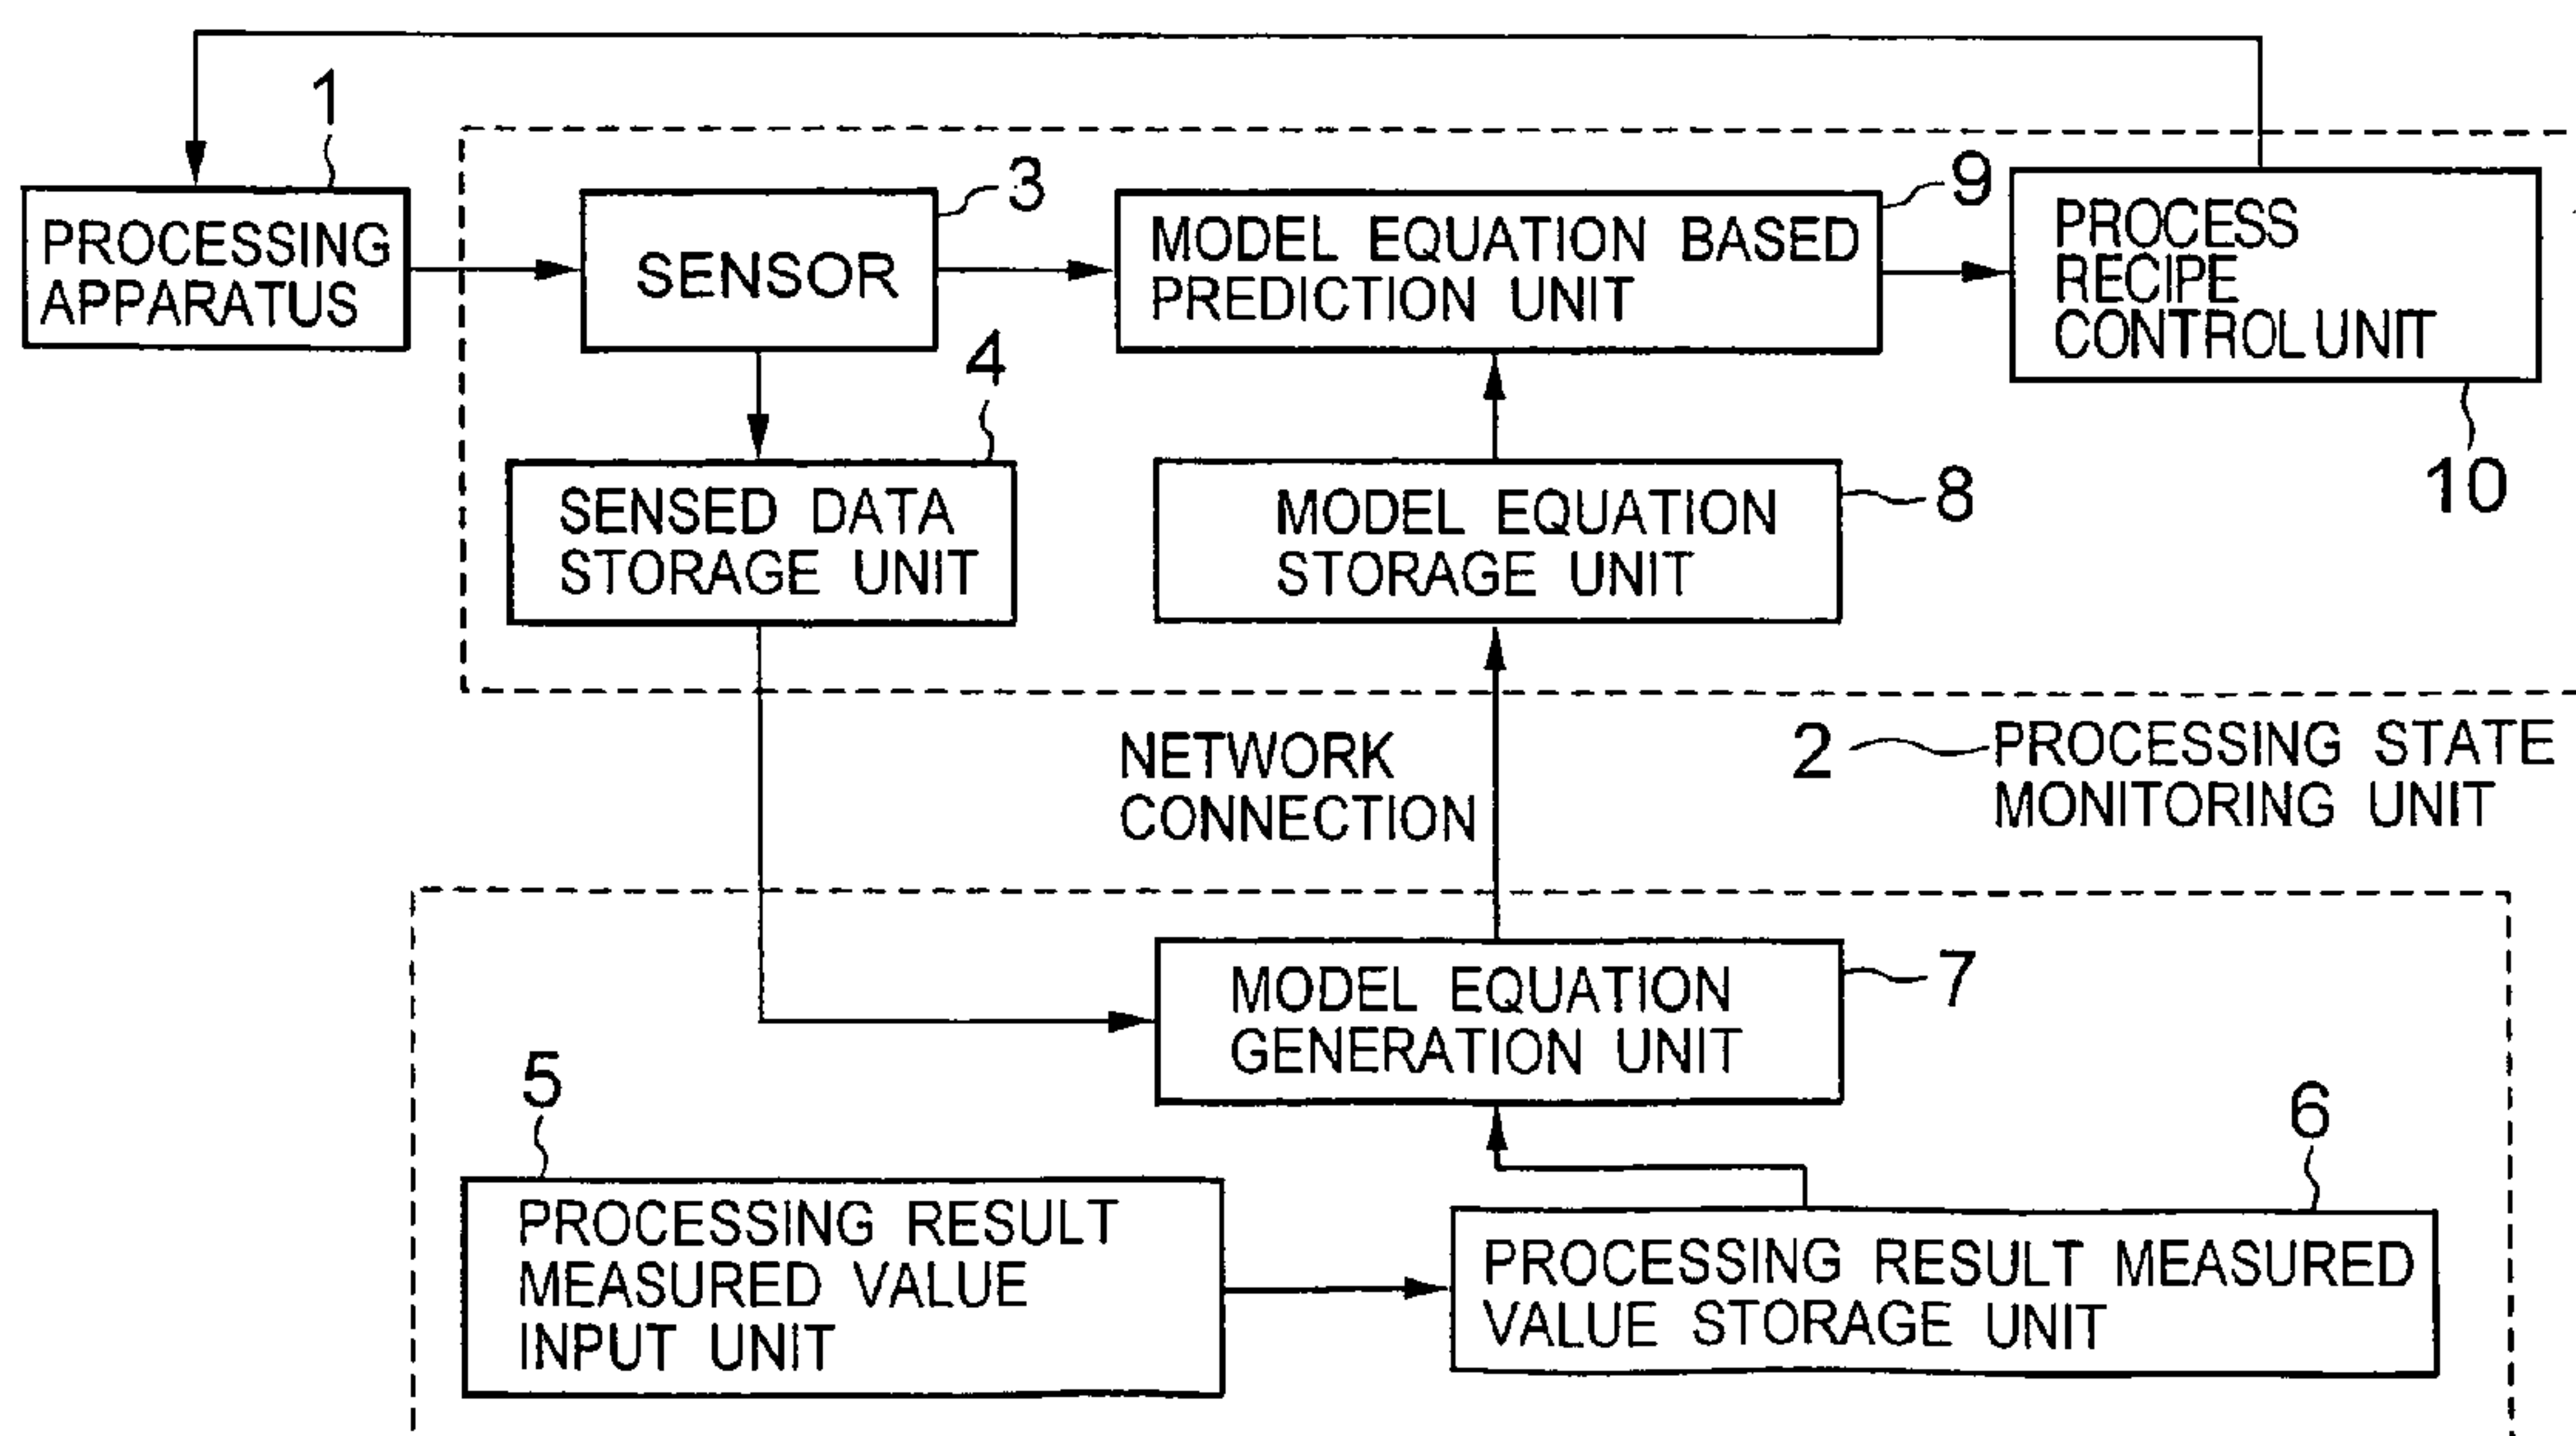 1
PROCESSING
APPARATUS
3
SENSOR
9
MODEL EQUATION BASED
PREDICTION UNIT
PROCESS
RECIPE
CONTROL UNIT
10
4
SENSED DATA
STORAGE UNIT
8
MODEL EQUATION
STORAGE UNIT
NETWORK
CONNECTION
2
PROCESSING STATE
MONITORING UNIT
7
MODEL EQUATION
GENERATION UNIT
5
PROCESSING RESULT
MEASURED VALUE
INPUT UNIT
6
PROCESSING RESULT MEASURED
VALUE STORAGE UNIT